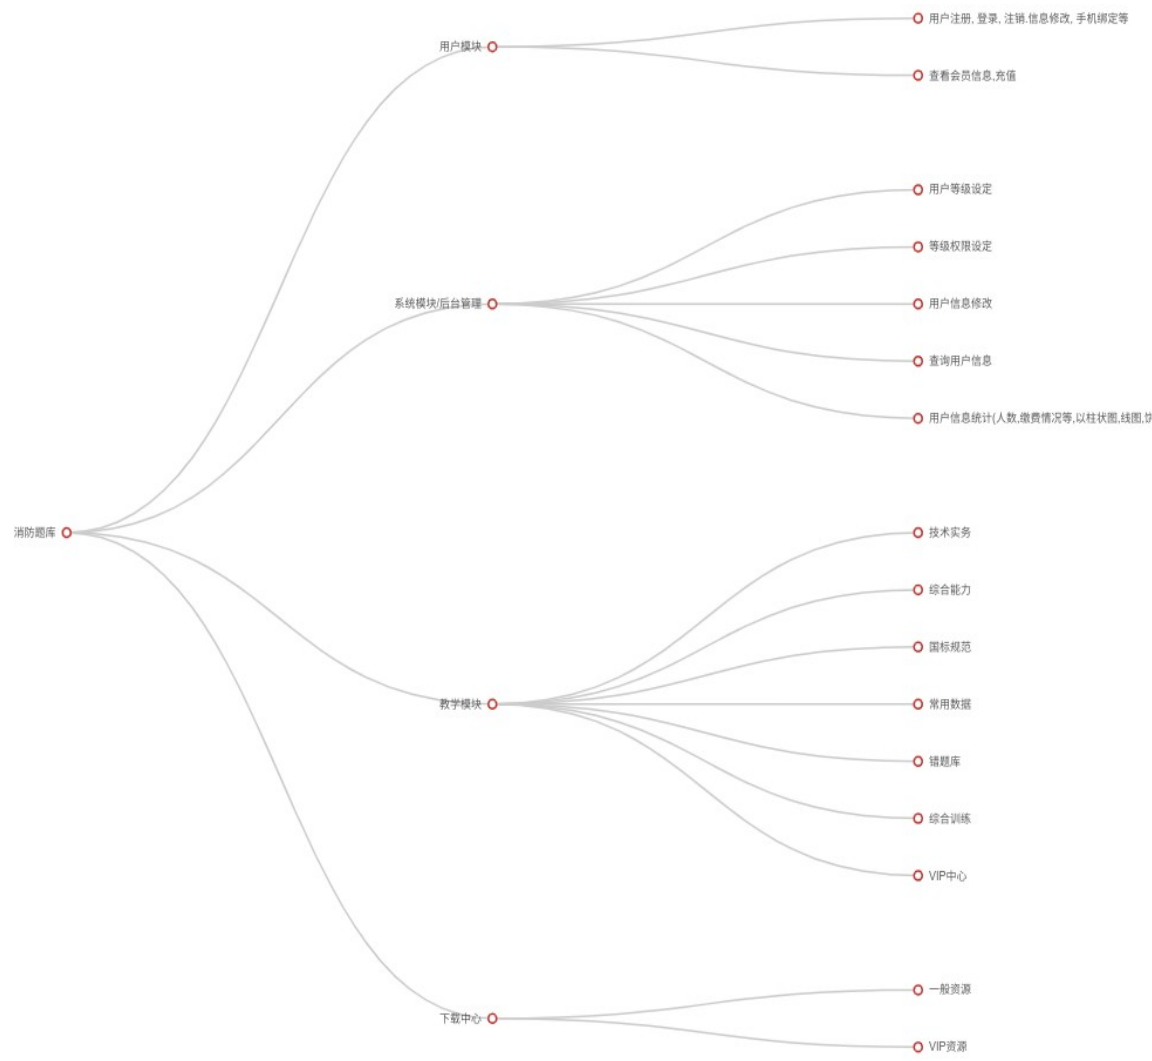 用户注册, 登录, 注销.信息修改, 手机绑定等
用户模块
查看会员信息,充值
用户等级设定
等级权限设定
系统模块/后台管理
用户信息修改
查询用户信息
用户信息统计(人数,缴费情况等,以柱状图,线图,
消防题库
技术实务
综合能力
国标规范
教学模块
常用数据
错题库
综合训练
VIP中心
一般资源
下载中心
VIP资源